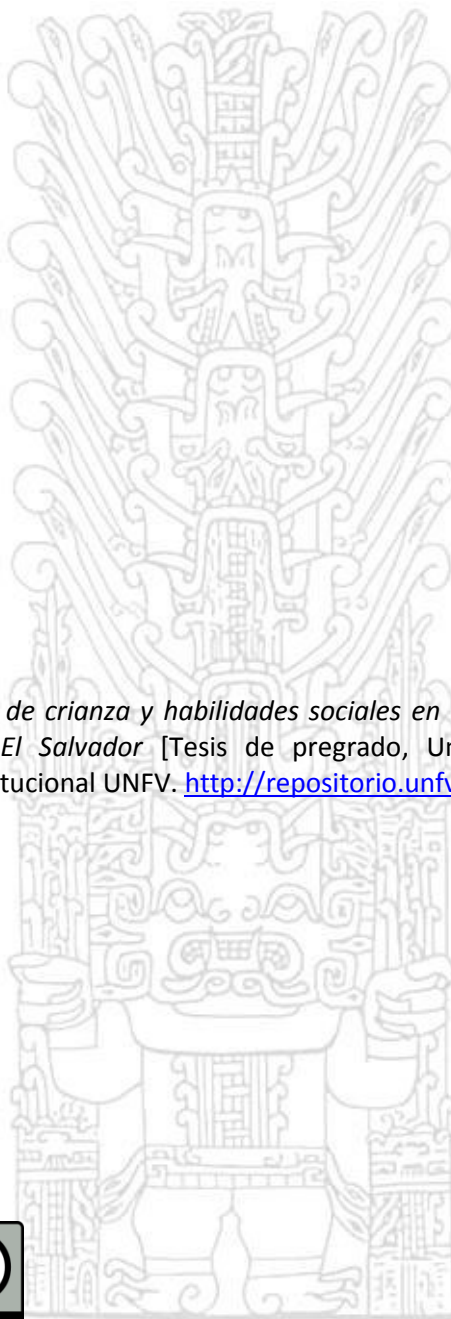 de crianza y habilidades sociales en
El Salvador [Tesis de pregrado, Un
tucional UNFV. http://repositorio.unfv